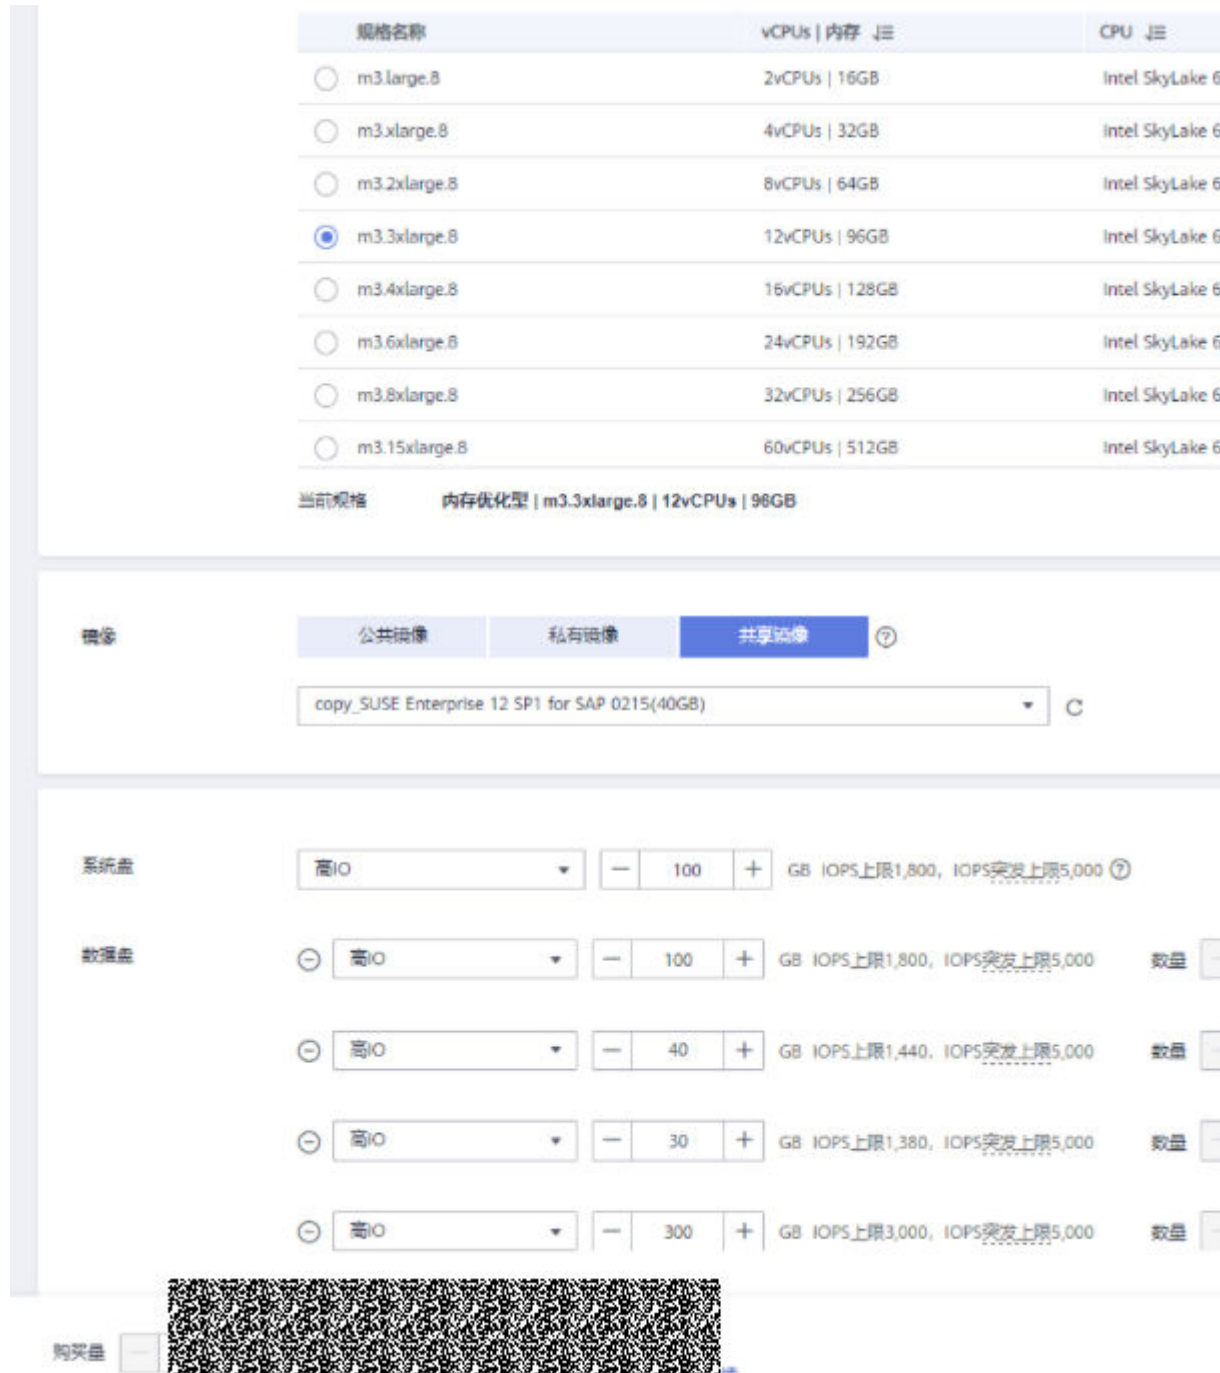 规格名称 vCPUs | 内存 CPU
m3.large.8 2vCPUs | 16GB Intel SkyLake 6
m3.xlarge.8 4vCPUs | 32GB Intel SkyLake 6
m3.2xlarge.8 8vCPUs | 64GB Intel SkyLake 6
m3.3xlarge.8 12vCPUs | 96GB Intel SkyLake 6
m3.4xlarge.8 16vCPUs | 128GB Intel SkyLake 6
m3.6xlarge.8 24vCPUs | 192GB Intel SkyLake 6
m3.8xlarge.8 32vCPUs | 256GB Intel SkyLake 6
m3.15xlarge.8 60vCPUs | 512GB Intel SkyLake 6
当前规格 内存优化型 | m3.3xlarge.8 | 12vCPUs | 96GB
镜像 公共镜像 私有镜像 共享镜像
copy_SUSE Enterprise 12 SP1 for SAP 0215(40GB)
系统盘 高IO 100 GB IOPS上限1,800, IOPS突发上限5,000
数据盘 高IO 100 GB IOPS上限1,800, IOPS突发上限5,000 数量
高IO 40 GB IOPS上限1,440, IOPS突发上限5,000 数量
高IO 30 GB IOPS上限1,380, IOPS突发上限5,000 数量
高IO 300 GB IOPS上限3,000, IOPS突发上限5,000 数量
购买量